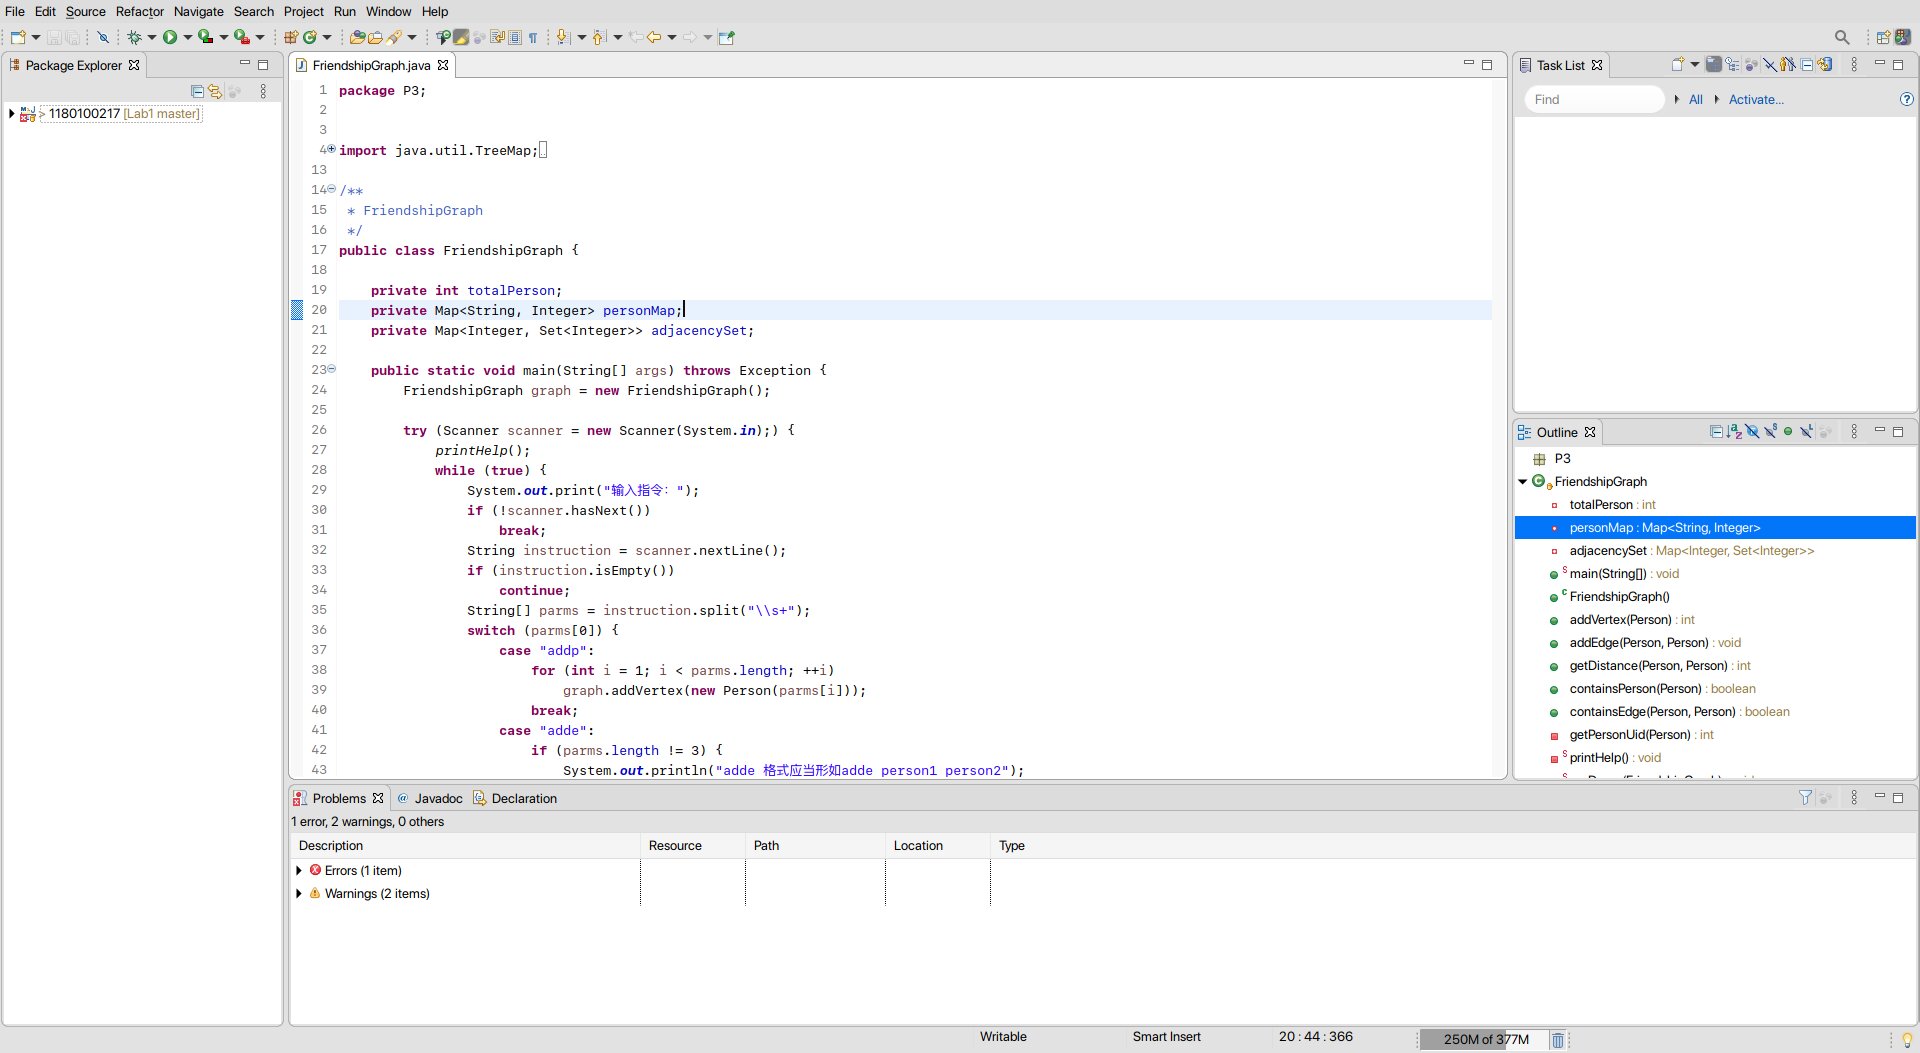 File Edit Source Refactor Navigate Search Project Run Window Help
Package Explorer
> 1180100217 [Lab1 master]
FriendshipGraph.java
1 package P3;
2
3
4 import java.util.TreeMap;
13
14 /**
15 * FriendshipGraph
16 */
17 public class FriendshipGraph {
18
19 private int totalPerson;
20 private Map<String, Integer> personMap;
21 private Map<Integer, Set<Integer>> adjacencySet;
22
23 public static void main(String[] args) throws Exception {
24 FriendshipGraph graph = new FriendshipGraph();
25
26 try (Scanner scanner = new Scanner(System.in);) {
27 printHelp();
28 while (true) {
29 System.out.print("输入指令: ");
30 if (!scanner.hasNext())
31 break;
32 String instruction = scanner.nextLine();
33 if (instruction.isEmpty())
34 continue;
35 String[] parms = instruction.split("\\s+");
36 switch (parms[0]) {
37 case "addp":
38 for (int i = 1; i < parms.length; ++i)
39 graph.addVertex(new Person(parms[i]));
40 break;
41 case "adde":
42 if (parms.length != 3) {
43 System.out.println("adde 格式应当形如adde person1 person2");
Task List
Find
All
Activate...
Outline
P3
FriendshipGraph
totalPerson : int
personMap : Map<String, Integer>
adjacencySet : Map<Integer, Set<Integer>>
main(String[]) : void
FriendshipGraph()
addVertex(Person) : int
addEdge(Person, Person) : void
getDistance(Person, Person) : int
containsPerson(Person) : boolean
containsEdge(Person, Person) : boolean
getPersonUid(Person) : int
printHelp() : void
Problems
Javadoc
Declaration
1 error, 2 warnings, 0 others
Description Resource Path Location Type
Errors (1 item)
Warnings (2 items)
Writable
Smart Insert
20 : 44 : 366
250M of 377M